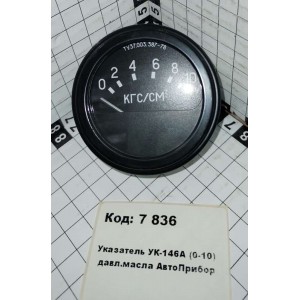 ТУ37.003.387-78
0 2 4 6 8 10
КГС/СМ²
Код: 7 836
Указатель УК-146А (0-10)
давл.масла АвтоПрибор